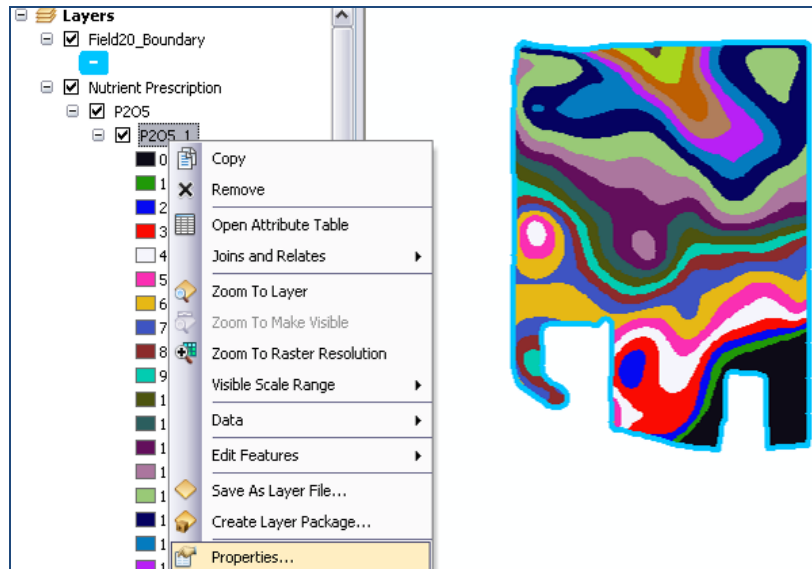 Layers
Field20_Boundary
Nutrient Prescription
P2O5
P2O5_1
0
Copy
1
Remove
2
3
Open Attribute Table
4
Joins and Relates
5
Zoom To Layer
6
7
Zoom To Make Visible
8
Zoom To Raster Resolution
9
Visible Scale Range
1
1
Data
1
1
Edit Features
1
Save As Layer File...
1
Create Layer Package...
1
1
Properties...